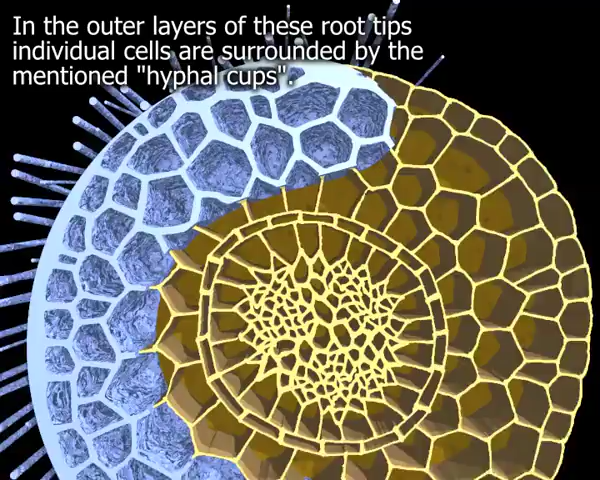 In the outer layers of these root tips
individual cells are surrounded by the
mentioned "hyphal cups".